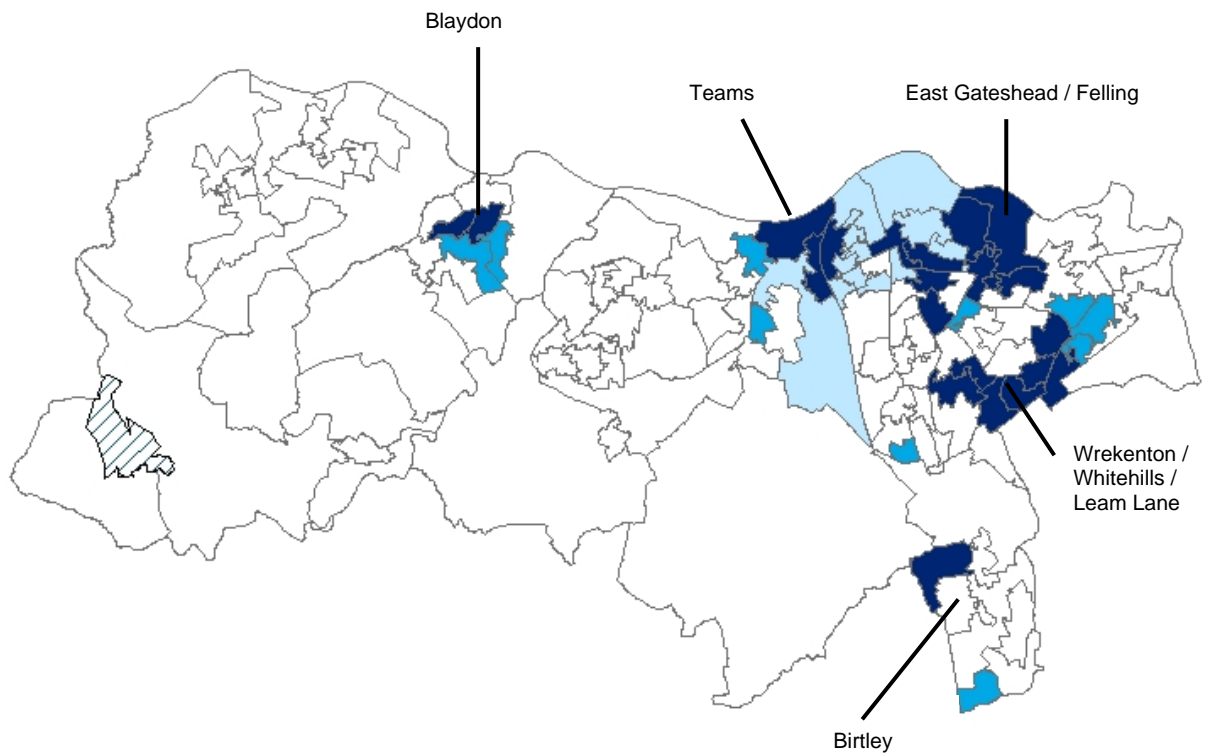 Blaydon
Teams
East Gateshead / Felling
Wrekenton /
Whitehills /
Leam Lane
Birtley